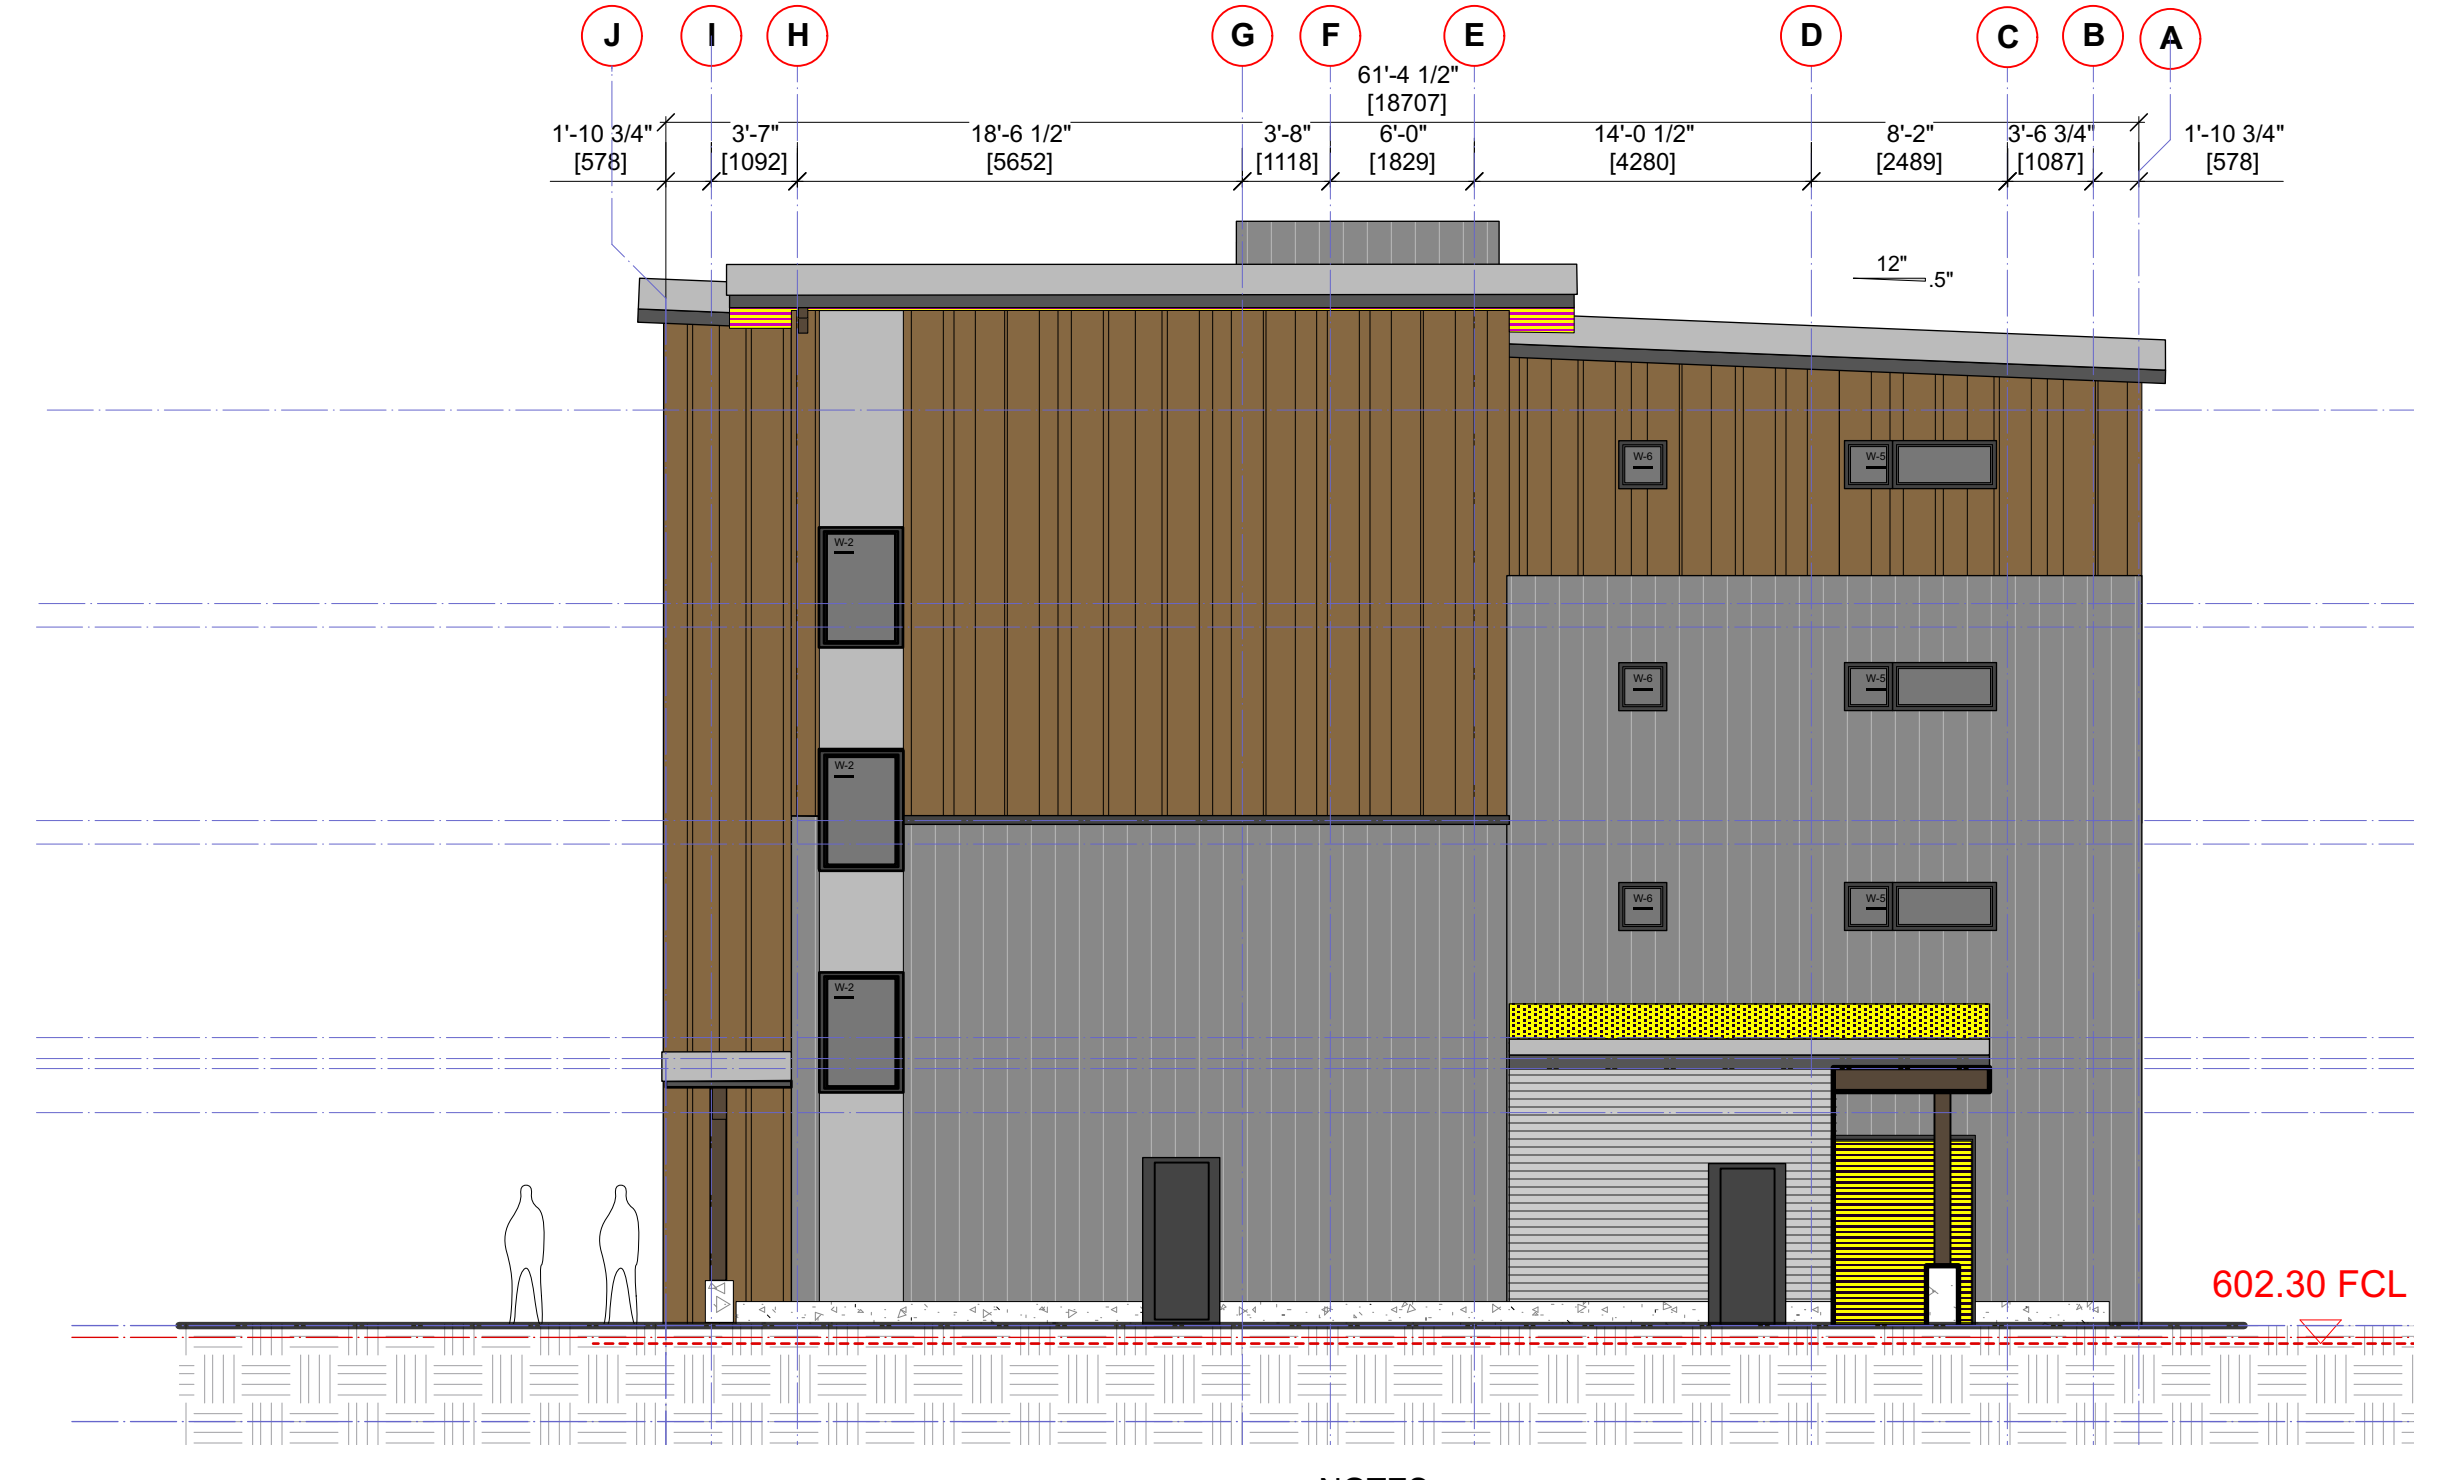 J I H G F E D C B A
61'-4 1/2"
[18707]
1'-10 3/4" 3'-7" 18'-6 1/2" 3'-8" 6'-0" 14'-0 1/2" 8'-2" 3'-6 3/4" 1'-10 3/4"
[578] [1092] [5652] [1118] [1829] [4280] [2489] [1087] [578]
12"
.5"
W-6 W-5
W-2
W-6 W-5
W-2
W-6 W-5
W-2
602.30 FCL